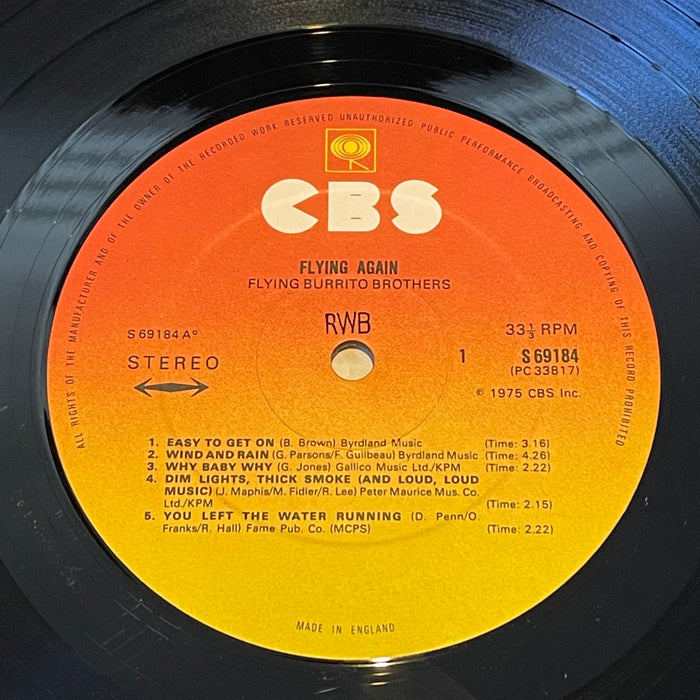 ALL RIGHTS OF THE MANUFACTURER AND OF THE OWNER OF THE RECORDED WORK RESERVED UNAUTHORIZED PUBLIC PERFORMANCE BROADCASTING AND COPYING OF THIS RECORD PROHIBITED
CBS
FLYING AGAIN
FLYING BURRITO BROTHERS
RWB
S 69184 A°
33⅓ RPM
STEREO
1
S 69184
(PC 33817)
℗ 1975 CBS Inc.
1. EASY TO GET ON (B. Brown) Byrdland Music (Time: 3.16)
2. WIND AND RAIN (G. Parsons/F. Guilbeau) Byrdland Music (Time: 4.26)
3. WHY BABY WHY (G. Jones) Gallico Music Ltd./KPM (Time: 2.22)
4. DIM LIGHTS, THICK SMOKE (AND LOUD, LOUD
MUSIC) (J. Maphis/M. Fidler/R. Lee) Peter Maurice Mus. Co.
Ltd./KPM (Time: 2.15)
5. YOU LEFT THE WATER RUNNING (D. Penn/O.
Franks/R. Hall) Fame Pub. Co. (MCPS) (Time: 2.22)
MADE IN ENGLAND